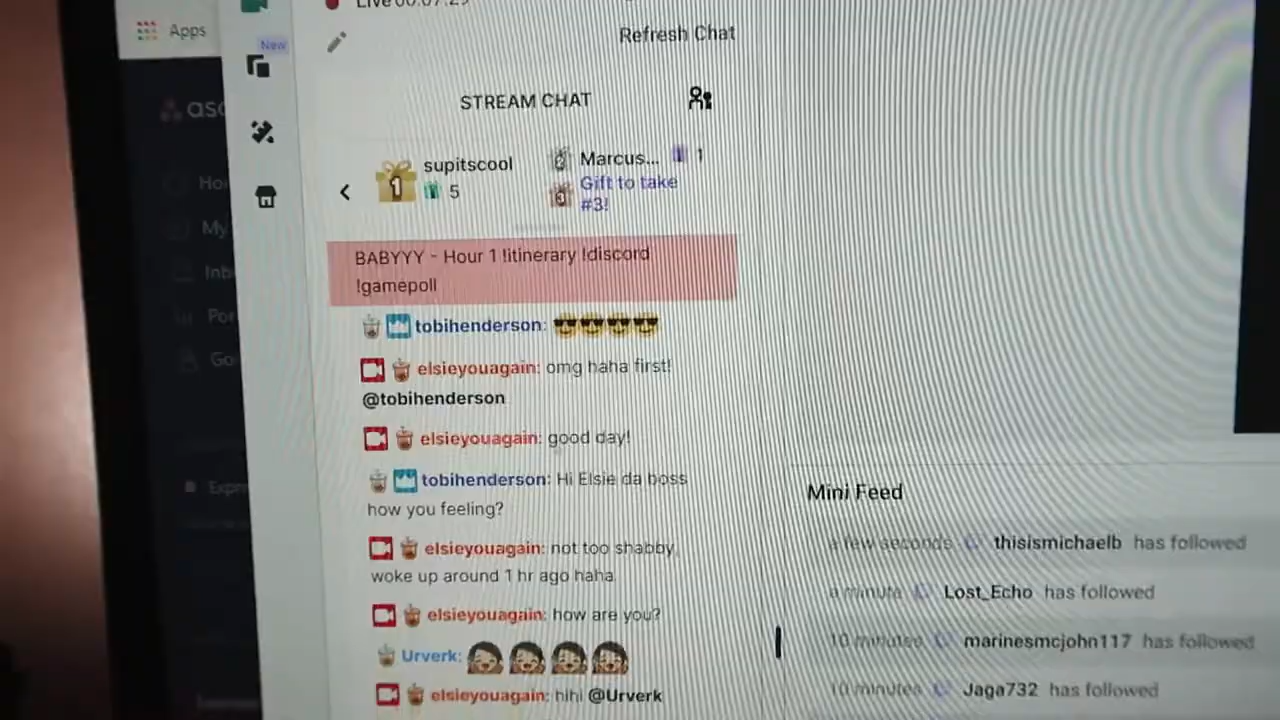 Live 00:07:29
Apps
Refresh Chat
New
STREAM CHAT
supitscool
5
Marcus... 1
Gift to take
#3!
BABYYY - Hour 1 !itinerary !discord
!gamepoll
tobihenderson:
elsieyouagain: omg haha first!
@tobihenderson
elsieyouagain: good day!
tobihenderson: Hi Elsie da boss
how you feeling?
elsieyouagain: not too shabby,
woke up around 1 hr ago haha
elsieyouagain: how are you?
Urverk:
elsieyouagain: hihi @Urverk
Mini Feed
a few seconds thisismichaelb has followed
a minute Lost_Echo has followed
10 minutes marinesmcjohn117 has followed
10 minutes Jaga732 has followed